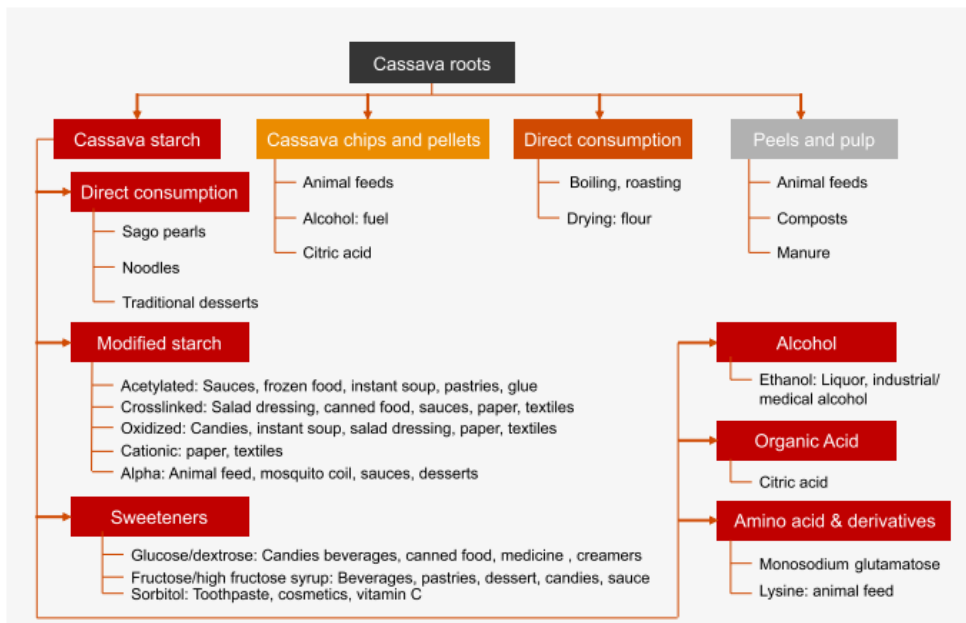 Cassava roots
Cassava starch
Cassava chips and pellets
Direct consumption
Peels and pulp
Direct consumption
Sago pearls
Noodles
Traditional desserts
Animal feeds
Alcohol: fuel
Citric acid
Boiling, roasting
Drying: flour
Animal feeds
Composts
Manure
Modified starch
Acetylated: Sauces, frozen food, instant soup, pastries, glue
Crosslinked: Salad dressing, canned food, sauces, paper, textiles
Oxidized: Candies, instant soup, salad dressing, paper, textiles
Cationic: paper, textiles
Alpha: Animal feed, mosquito coil, sauces, desserts
Sweeteners
Glucose/dextrose: Candies beverages, canned food, medicine , creamers
Fructose/high fructose syrup: Beverages, pastries, dessert, candies, sauce
Sorbitol: Toothpaste, cosmetics, vitamin C
Alcohol
Ethanol: Liquor, industrial/
medical alcohol
Organic Acid
Citric acid
Amino acid & derivatives
Monosodium glutamatose
Lysine: animal feed